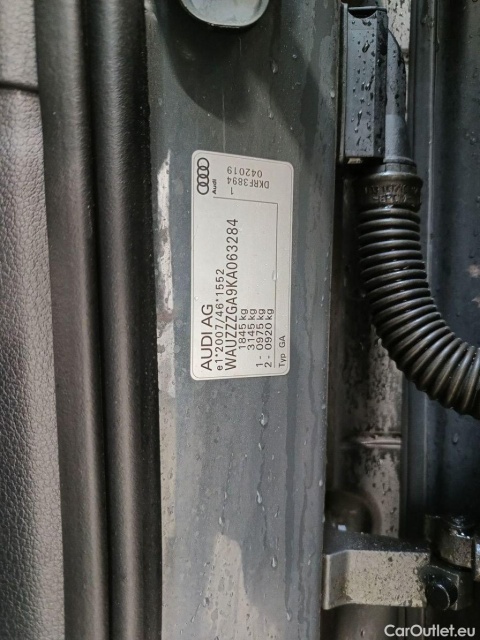 AUDI AG
e1*2007/46*1552
WAUZZZGA9KA063284
1845 kg
3145 kg
1 - 0975 kg
2 - 0920 kg
Typ GA
Audi
1
DKRF3894
042019
CarOutlet.eu